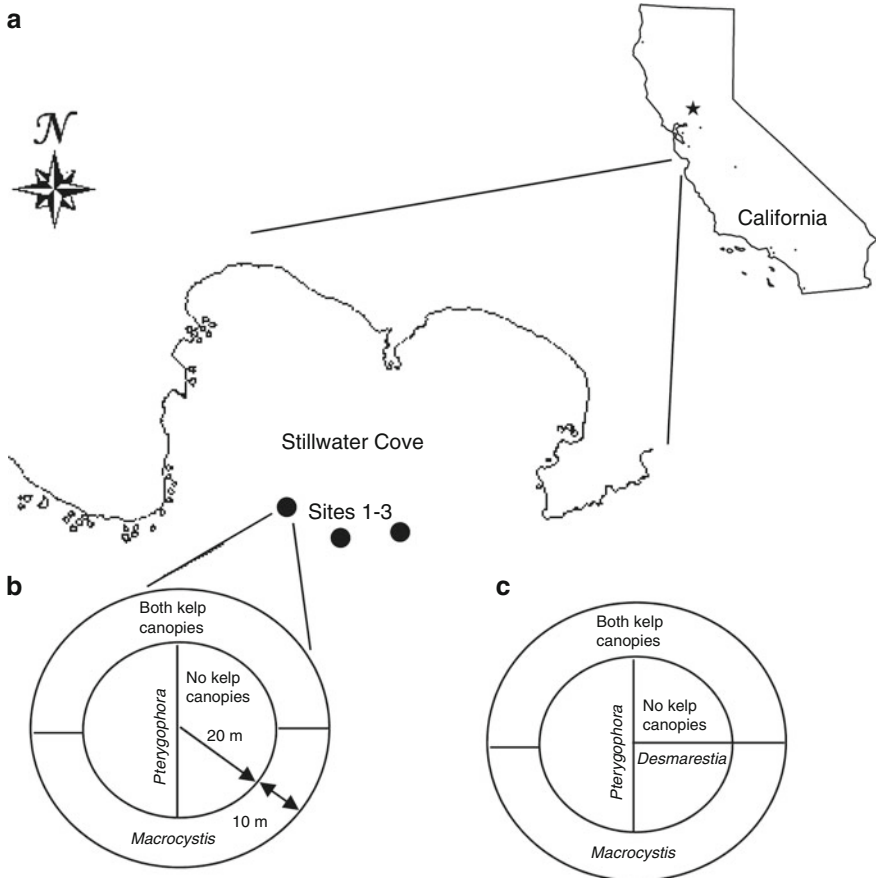 a
N
California
Stillwater Cove
Sites 1-3
b
Both kelp
canopies
No kelp
canopies
Pterygophora
20 m
10 m
Macrocystis
c
Both kelp
canopies
No kelp
canopies
Pterygophora
Desmarestia
Macrocystis